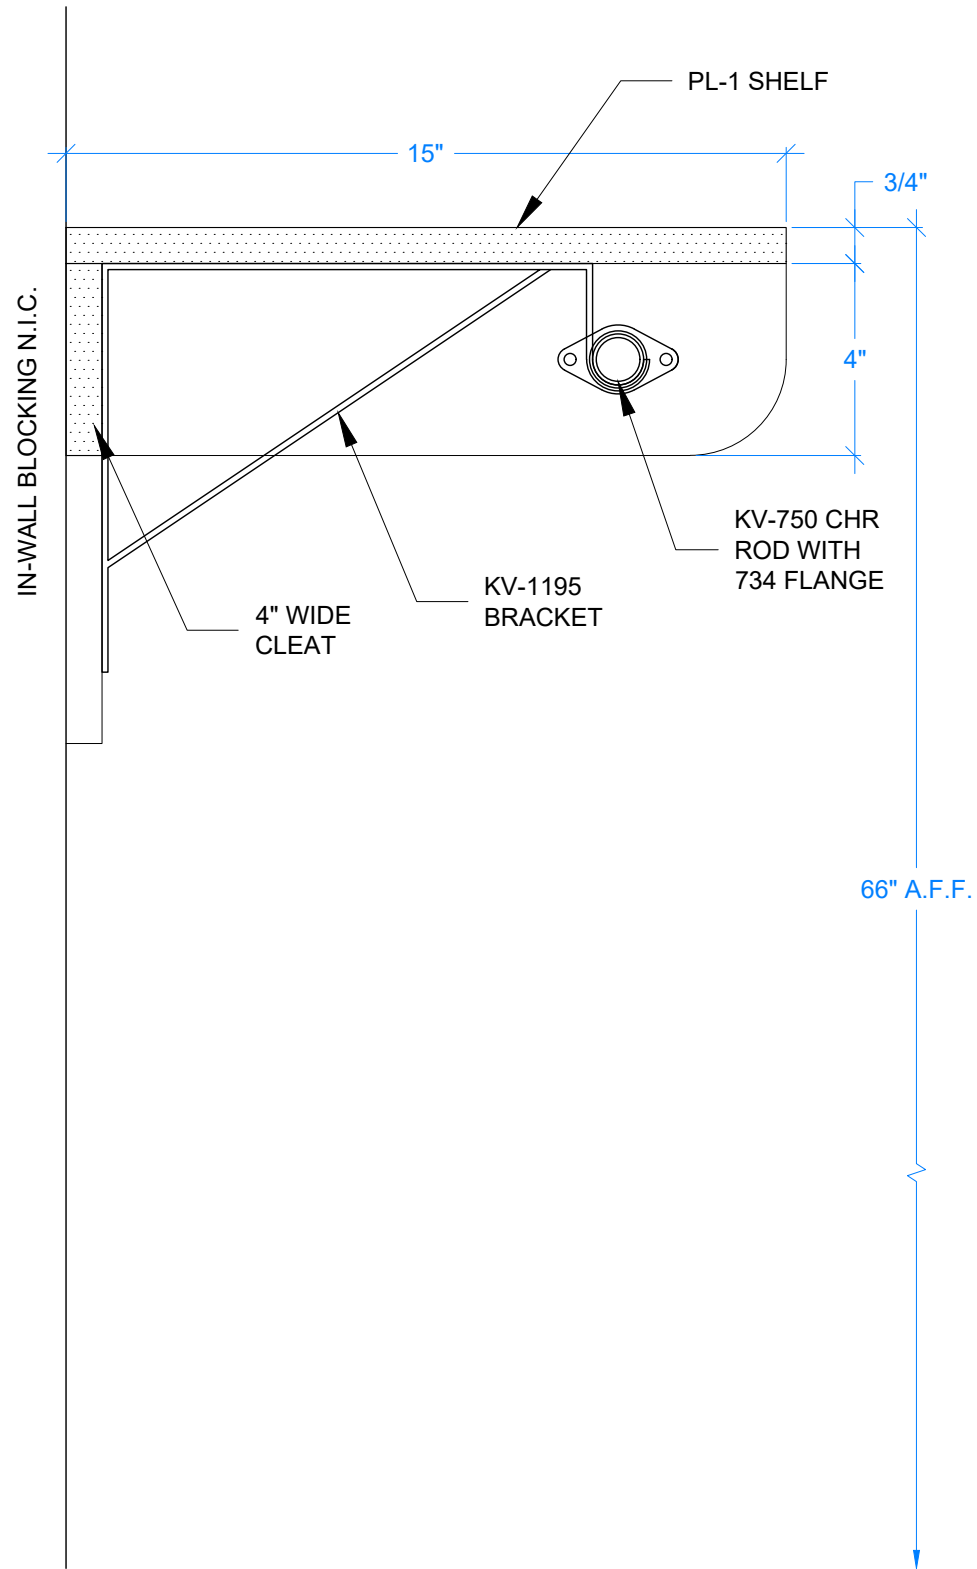 PL-1 SHELF
15"
3/4"
IN-WALL BLOCKING N.I.C.
4"
KV-750 CHR
ROD WITH
734 FLANGE
KV-1195
BRACKET
4" WIDE
CLEAT
66" A.F.F.